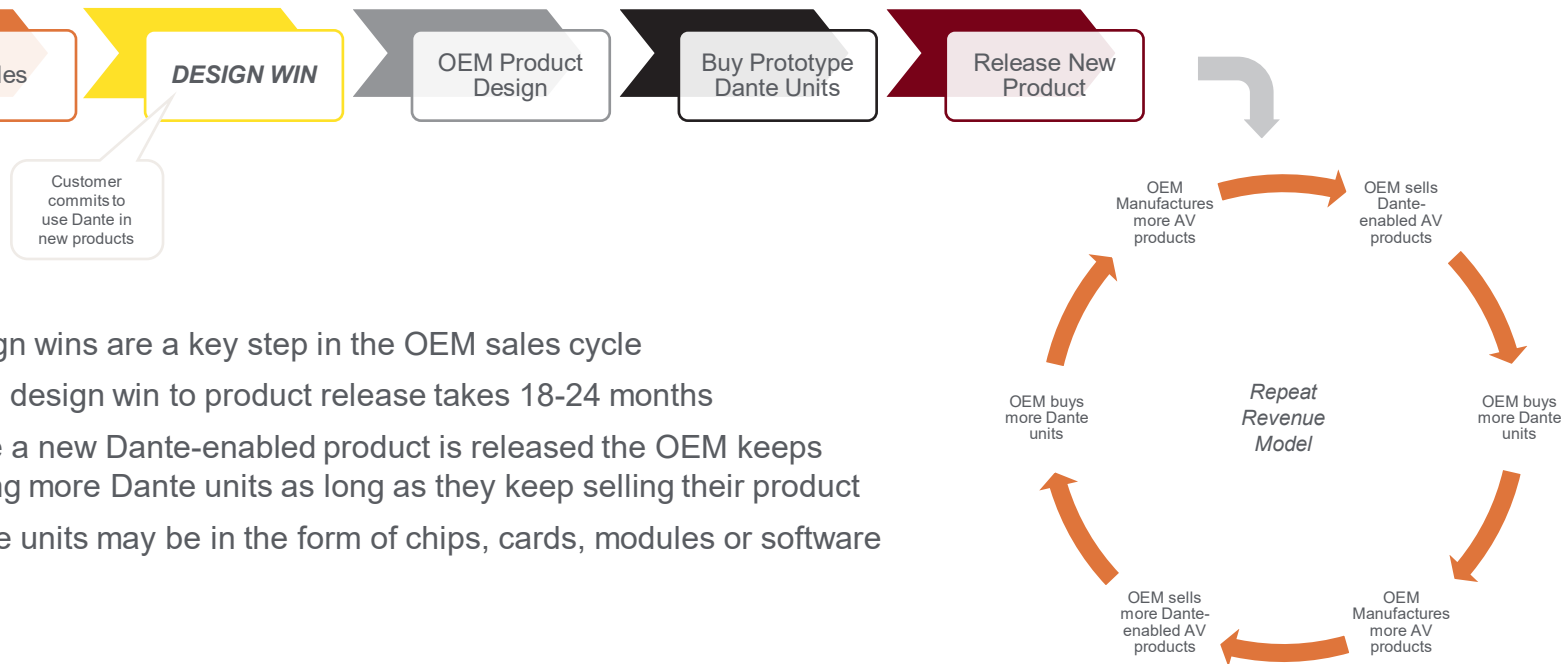 DESIGN WIN
OEM Product
Design
Buy Prototype
Dante Units
Release New
Product
Customer
commits to
use Dante in
new products
wins are a key step in the OEM sales cycle
design win to product release takes 18-24 months
a new Dante-enabled product is released the OEM keeps
more Dante units as long as they keep selling their product
units may be in the form of chips, cards, modules or software
OEM
Manufactures
more AV
products
OEM sells
Dante-
enabled AV
products
OEM buys
more Dante
units
OEM
Manufactures
more AV
products
OEM sells
more Dante-
enabled AV
products
OEM buys
more Dante
units
Repeat
Revenue
Model